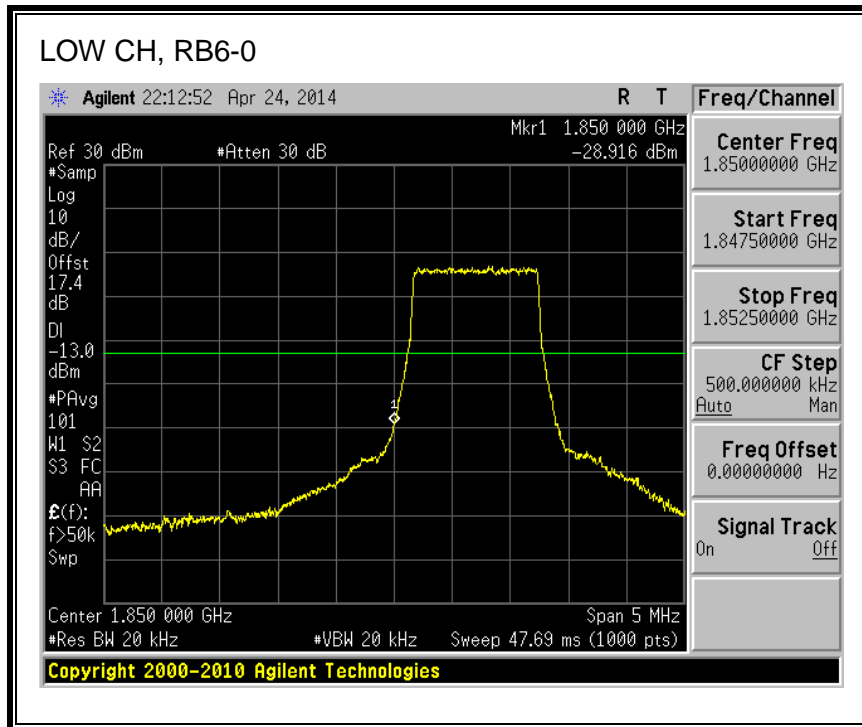 LOW CH, RB6-0
Agilent 22:12:52 Apr 24, 2014 R T
Freq/Channel
Mkr1 1.850 000 GHz
Ref 30 dBm #Atten 30 dB -28.916 dBm
#Samp
Log
10
dB/
Offst
17.4
dB
DI
-13.0
dBm
#PAvg
101
W1 S2
S3 FC
AA
£(f):
f>50k
Swp
1
Center 1.850 000 GHz Span 5 MHz
#Res BW 20 kHz #VBW 20 kHz Sweep 47.69 ms (1000 pts)
Center Freq
1.85000000 GHz
Start Freq
1.84750000 GHz
Stop Freq
1.85250000 GHz
CF Step
500.000000 kHz
Auto Man
Freq Offset
0.00000000 Hz
Signal Track
On Off
Copyright 2000-2010 Agilent Technologies